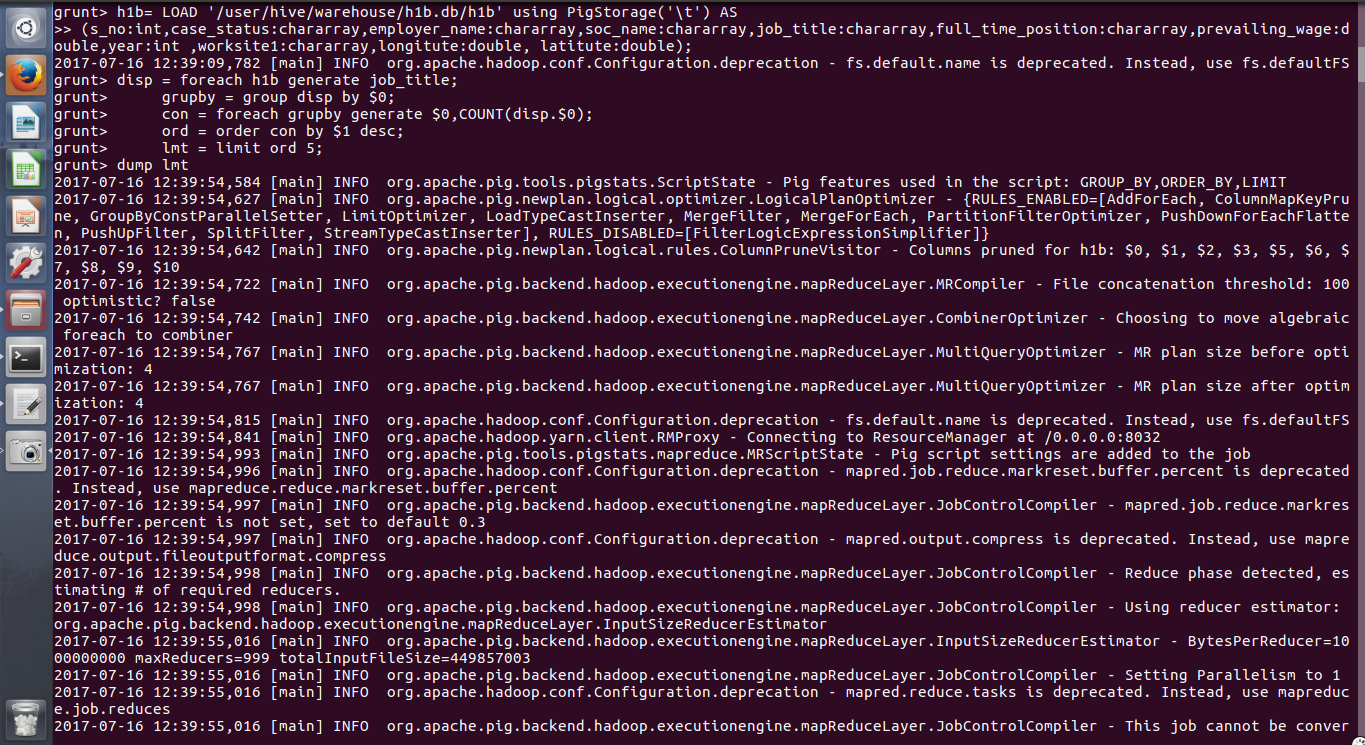 grunt> h1b= LOAD '/user/hive/warehouse/h1b.db/h1b' using PigStorage('\t') AS
>> (s_no:int,case_status:chararray,employer_name:chararray,soc_name:chararray,job_title:chararray,full_time_position:chararray,prevailing_wage:d
ouble,year:int ,worksite1:chararray,longitute:double, latitute:double);
2017-07-16 12:39:09,782 [main] INFO  org.apache.hadoop.conf.Configuration.deprecation - fs.default.name is deprecated. Instead, use fs.defaultFS
grunt> disp = foreach h1b generate job_title;
grunt>      grupby = group disp by $0;
grunt>      con = foreach grupby generate $0,COUNT(disp.$0);
grunt>      ord = order con by $1 desc;
grunt>      lmt = limit ord 5;
grunt> dump lmt
2017-07-16 12:39:54,584 [main] INFO  org.apache.pig.tools.pigstats.ScriptState - Pig features used in the script: GROUP_BY,ORDER_BY,LIMIT
2017-07-16 12:39:54,627 [main] INFO  org.apache.pig.newplan.logical.optimizer.LogicalPlanOptimizer - {RULES_ENABLED=[AddForEach, ColumnMapKeyPru
ne, GroupByConstParallelSetter, LimitOptimizer, LoadTypeCastInserter, MergeFilter, MergeForEach, PartitionFilterOptimizer, PushDownForEachFlatte
n, PushUpFilter, SplitFilter, StreamTypeCastInserter], RULES_DISABLED=[FilterLogicExpressionSimplifier]}
2017-07-16 12:39:54,642 [main] INFO  org.apache.pig.newplan.logical.rules.ColumnPruneVisitor - Columns pruned for h1b: $0, $1, $2, $3, $5, $6, $
7, $8, $9, $10
2017-07-16 12:39:54,722 [main] INFO  org.apache.pig.backend.hadoop.executionengine.mapReduceLayer.MRCompiler - File concatenation threshold: 100
 optimistic? false
2017-07-16 12:39:54,742 [main] INFO  org.apache.pig.backend.hadoop.executionengine.mapReduceLayer.CombinerOptimizer - Choosing to move algebraic
 foreach to combiner
2017-07-16 12:39:54,767 [main] INFO  org.apache.pig.backend.hadoop.executionengine.mapReduceLayer.MultiQueryOptimizer - MR plan size before opti
mization: 4
2017-07-16 12:39:54,767 [main] INFO  org.apache.pig.backend.hadoop.executionengine.mapReduceLayer.MultiQueryOptimizer - MR plan size after optim
ization: 4
2017-07-16 12:39:54,815 [main] INFO  org.apache.hadoop.conf.Configuration.deprecation - fs.default.name is deprecated. Instead, use fs.defaultFS
2017-07-16 12:39:54,841 [main] INFO  org.apache.hadoop.yarn.client.RMProxy - Connecting to ResourceManager at /0.0.0.0:8032
2017-07-16 12:39:54,993 [main] INFO  org.apache.pig.tools.pigstats.mapreduce.MRScriptState - Pig script settings are added to the job
2017-07-16 12:39:54,996 [main] INFO  org.apache.hadoop.conf.Configuration.deprecation - mapred.job.reduce.markreset.buffer.percent is deprecated
. Instead, use mapreduce.reduce.markreset.buffer.percent
2017-07-16 12:39:54,997 [main] INFO  org.apache.pig.backend.hadoop.executionengine.mapReduceLayer.JobControlCompiler - mapred.job.reduce.markres
et.buffer.percent is not set, set to default 0.3
2017-07-16 12:39:54,997 [main] INFO  org.apache.hadoop.conf.Configuration.deprecation - mapred.output.compress is deprecated. Instead, use mapre
duce.output.fileoutputformat.compress
2017-07-16 12:39:54,998 [main] INFO  org.apache.pig.backend.hadoop.executionengine.mapReduceLayer.JobControlCompiler - Reduce phase detected, es
timating # of required reducers.
2017-07-16 12:39:54,998 [main] INFO  org.apache.pig.backend.hadoop.executionengine.mapReduceLayer.JobControlCompiler - Using reducer estimator:
org.apache.pig.backend.hadoop.executionengine.mapReduceLayer.InputSizeReducerEstimator
2017-07-16 12:39:55,016 [main] INFO  org.apache.pig.backend.hadoop.executionengine.mapReduceLayer.InputSizeReducerEstimator - BytesPerReducer=10
00000000 maxReducers=999 totalInputFileSize=449857003
2017-07-16 12:39:55,016 [main] INFO  org.apache.pig.backend.hadoop.executionengine.mapReduceLayer.JobControlCompiler - Setting Parallelism to 1
2017-07-16 12:39:55,016 [main] INFO  org.apache.hadoop.conf.Configuration.deprecation - mapred.reduce.tasks is deprecated. Instead, use mapreduc
e.job.reduces
2017-07-16 12:39:55,016 [main] INFO  org.apache.pig.backend.hadoop.executionengine.mapReduceLayer.JobControlCompiler - This job cannot be conver